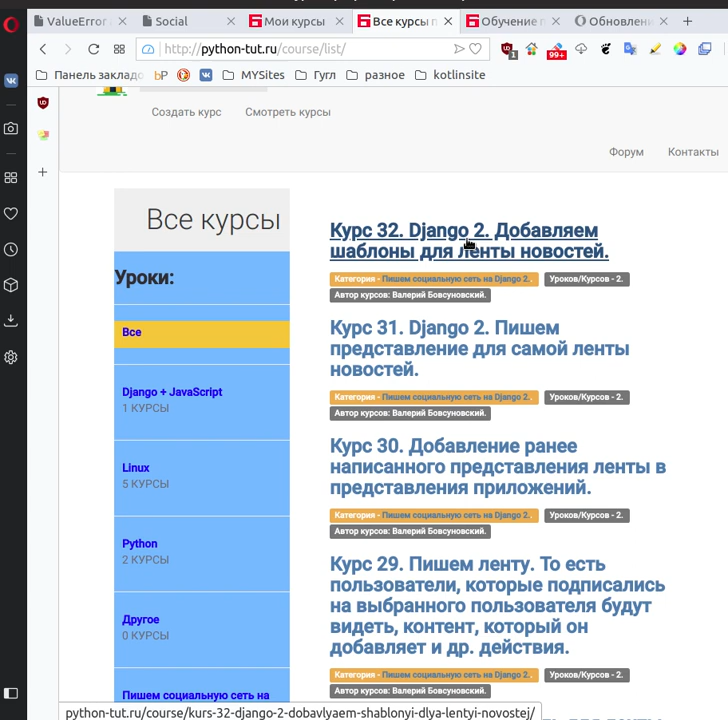 ValueError a
Social
Мои курсы
Все курсы п
Обучение п
Обновлени
http://python-tut.ru/course/list/
1
99+
Панель закладо
bP
MYSites
Гугл
разное
kotlinsite
Создать курс
Смотреть курсы
Форум
Контакты
Все курсы
Уроки:
Все
Django + JavaScript
1 КУРСЫ
Linux
5 КУРСЫ
Python
2 КУРСЫ
Другое
0 КУРСЫ
Пишем социальную сеть на
Курс 32. Django 2. Добавляем
шаблоны для ленты новостей.
Категория - Пишем социальную сеть на Django 2.
Уроков/Курсов - 2.
Автор курсов: Валерий Бовсуновский.
Курс 31. Django 2. Пишем
представление для самой ленты
новостей.
Категория - Пишем социальную сеть на Django 2.
Уроков/Курсов - 2.
Автор курсов: Валерий Бовсуновский.
Курс 30. Добавление ранее
написанного представления ленты в
представления приложений.
Категория - Пишем социальную сеть на Django 2.
Уроков/Курсов - 2.
Автор курсов: Валерий Бовсуновский.
Курс 29. Пишем ленту. То есть
пользователи, которые подписались
на выбранного пользователя будут
видеть, контент, который он
добавляет и др. действия.
Категория - Пишем социальную сеть на Django 2.
Уроков/Курсов - 2.
Автор курсов: Валерий Бовсуновский.
python-tut.ru/course/kurs-32-django-2-dobavlyaem-shablonyi-dlya-lentyi-novostej/